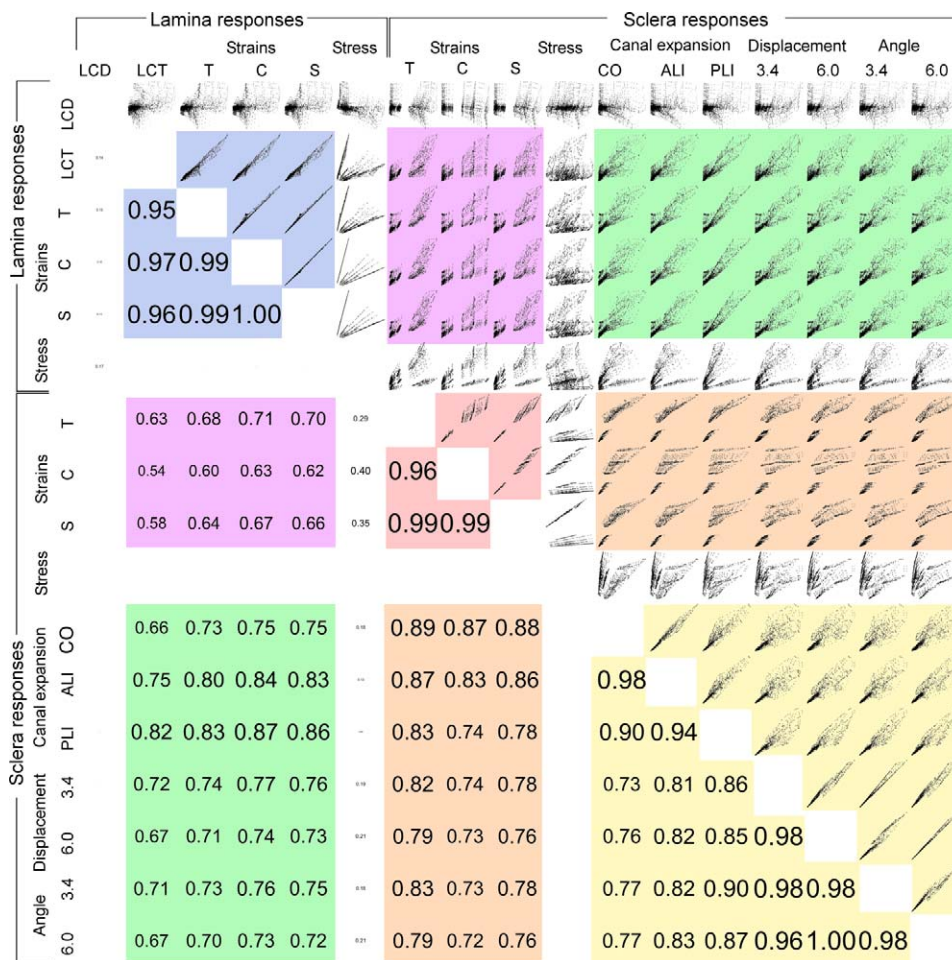 Lamina responses
Sclera responses
Strains
Stress
Strains
Stress
Canal expansion
Displacement
Angle
LCD LCT T C S T C S CO ALI PLI 3.4 6.0 3.4 6.0
Lamina responses
LCD
LCT
T
0.95
Strains
C
0.97 0.99
S
0.96 0.99 1.00
Stress
0.17
Sclera responses
T
0.63 0.68 0.71 0.70 0.29
Strains
C
0.54 0.60 0.63 0.62 0.40 0.96
S
0.58 0.64 0.67 0.66 0.35 0.99 0.99
Stress
Canal expansion
CO
0.66 0.73 0.75 0.75 0.89 0.87 0.88
ALI
0.75 0.80 0.84 0.83 0.87 0.83 0.86 0.98
PLI
0.82 0.83 0.87 0.86 0.83 0.74 0.78 0.90 0.94
Displacement
3.4
0.72 0.74 0.77 0.76 0.82 0.74 0.78 0.73 0.81 0.86
6.0
0.67 0.71 0.74 0.73 0.21 0.79 0.73 0.76 0.76 0.82 0.85 0.98
Angle
3.4
0.71 0.73 0.76 0.75 0.83 0.73 0.78 0.77 0.82 0.90 0.98 0.98
6.0
0.67 0.70 0.73 0.72 0.21 0.79 0.72 0.76 0.77 0.83 0.87 0.96 1.00 0.98